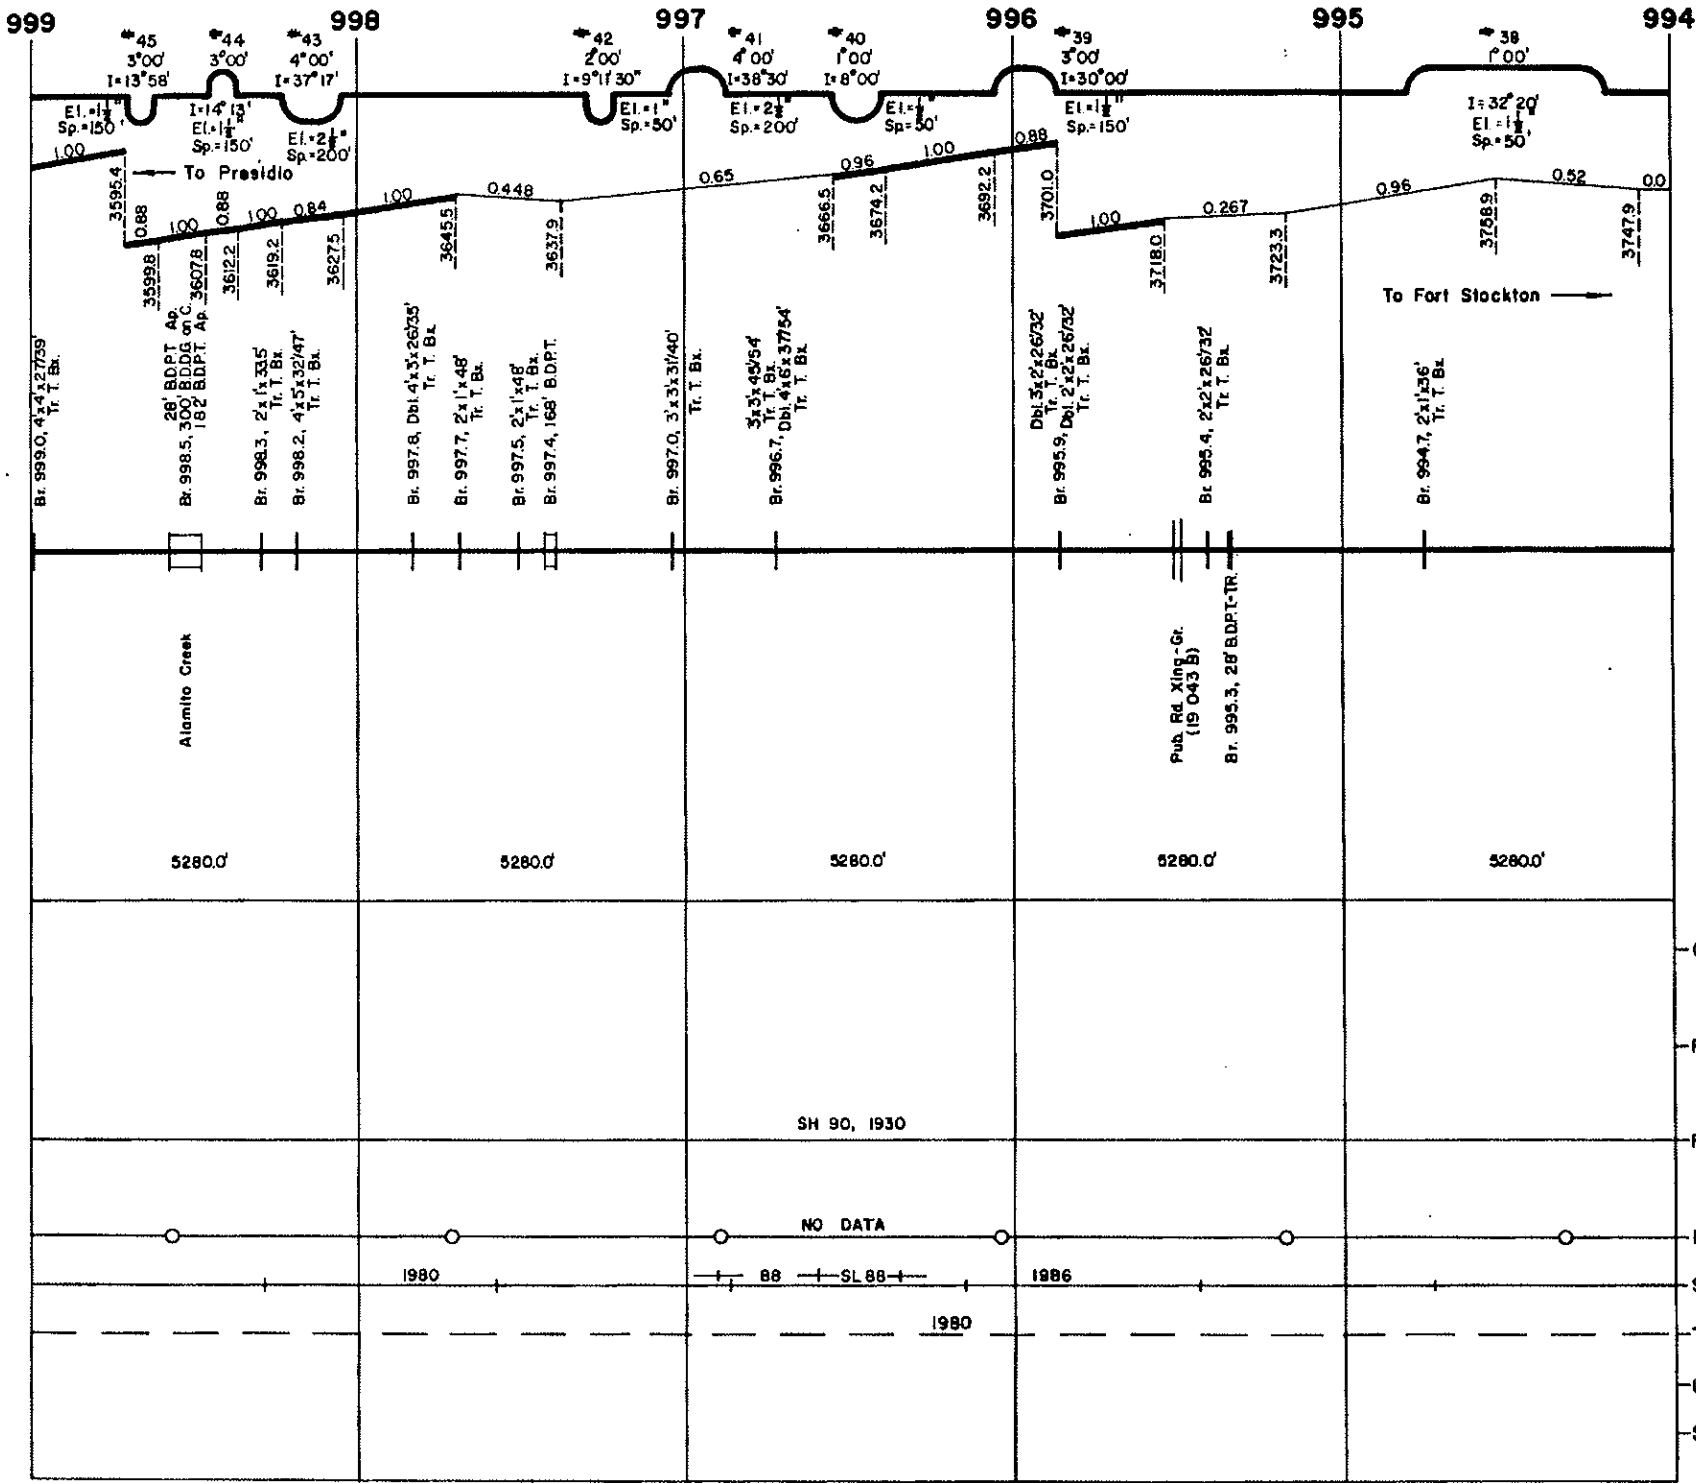 999
998
997
996
995
994
#45
3°00'
I=13°58'
#44
3°00'
#43
4°00'
I=37°17'
#42
2°00'
I=9°11'30"
#41
4°00'
I=38°30'
#40
1°00'
I=8°00'
#39
3°00'
I=30°00'
#38
1°00'
Sp.=150'
I=14°13'
Sp.=150'
Sp.=200'
El.=1"
Sp.=50'
Sp.=200'
Sp.=50'
Sp.=150'
I=32°20'
Sp.=50'
1.00
0.88
1.00
0.88
1.00
0.84
1.00
0.448
0.65
0.96
1.00
0.88
1.00
0.267
0.96
0.52
0.0
To Presidio
To Fort Stockton
3595.4
3599.8
3607.8
3612.2
3619.2
3627.5
3645.5
3637.9
3666.5
3674.2
3692.2
3701.0
3718.0
3723.3
3758.9
3747.9
Br. 999.0, 4'x4'x27/39'
Tr. T. Bx.
28' B.D.P.T. Ap.
Br. 998.5, 300' B.D.D.G. on C.
182' B.D.P.T. Ap.
Br. 998.3, 2'x1'x33.5'
Tr. T. Bx.
Br. 998.2, 4'x5'x32/47'
Tr. T. Bx.
Br. 997.8, Dbl. 4'x3'x26/35'
Tr. T. Bx.
Br. 997.7, 2'x1'x48'
Tr. T. Bx.
Br. 997.5, 2'x1'x48'
Tr. T. Bx.
Br. 997.4, 168' B.D.P.T.
Br. 997.0, 3'x3'x31/40'
Tr. T. Bx.
3'x3'x45/54'
Tr. T. Bx.
Br. 996.7, Dbl. 4'x6'x37/54'
Tr. T. Bx.
Dbl. 3'x2'x26/32'
Tr. T. Bx.
Br. 995.9, Dbl. 2'x2'x26/32'
Tr. T. Bx.
Br. 995.4, 2'x2'x26/32'
Tr. T. Bx.
Br. 994.7, 2'x1'x36'
Tr. T. Bx.
Alamito Creek
Pub. Rd. Xing-Gr.
(19 043 B)
Br. 995.3, 28' B.D.P.T.-TR.
5280.0'
5280.0'
5280.0'
5280.0'
5280.0'
SH 90, 1930
NO DATA
1980
88
SL 88
1986
1980